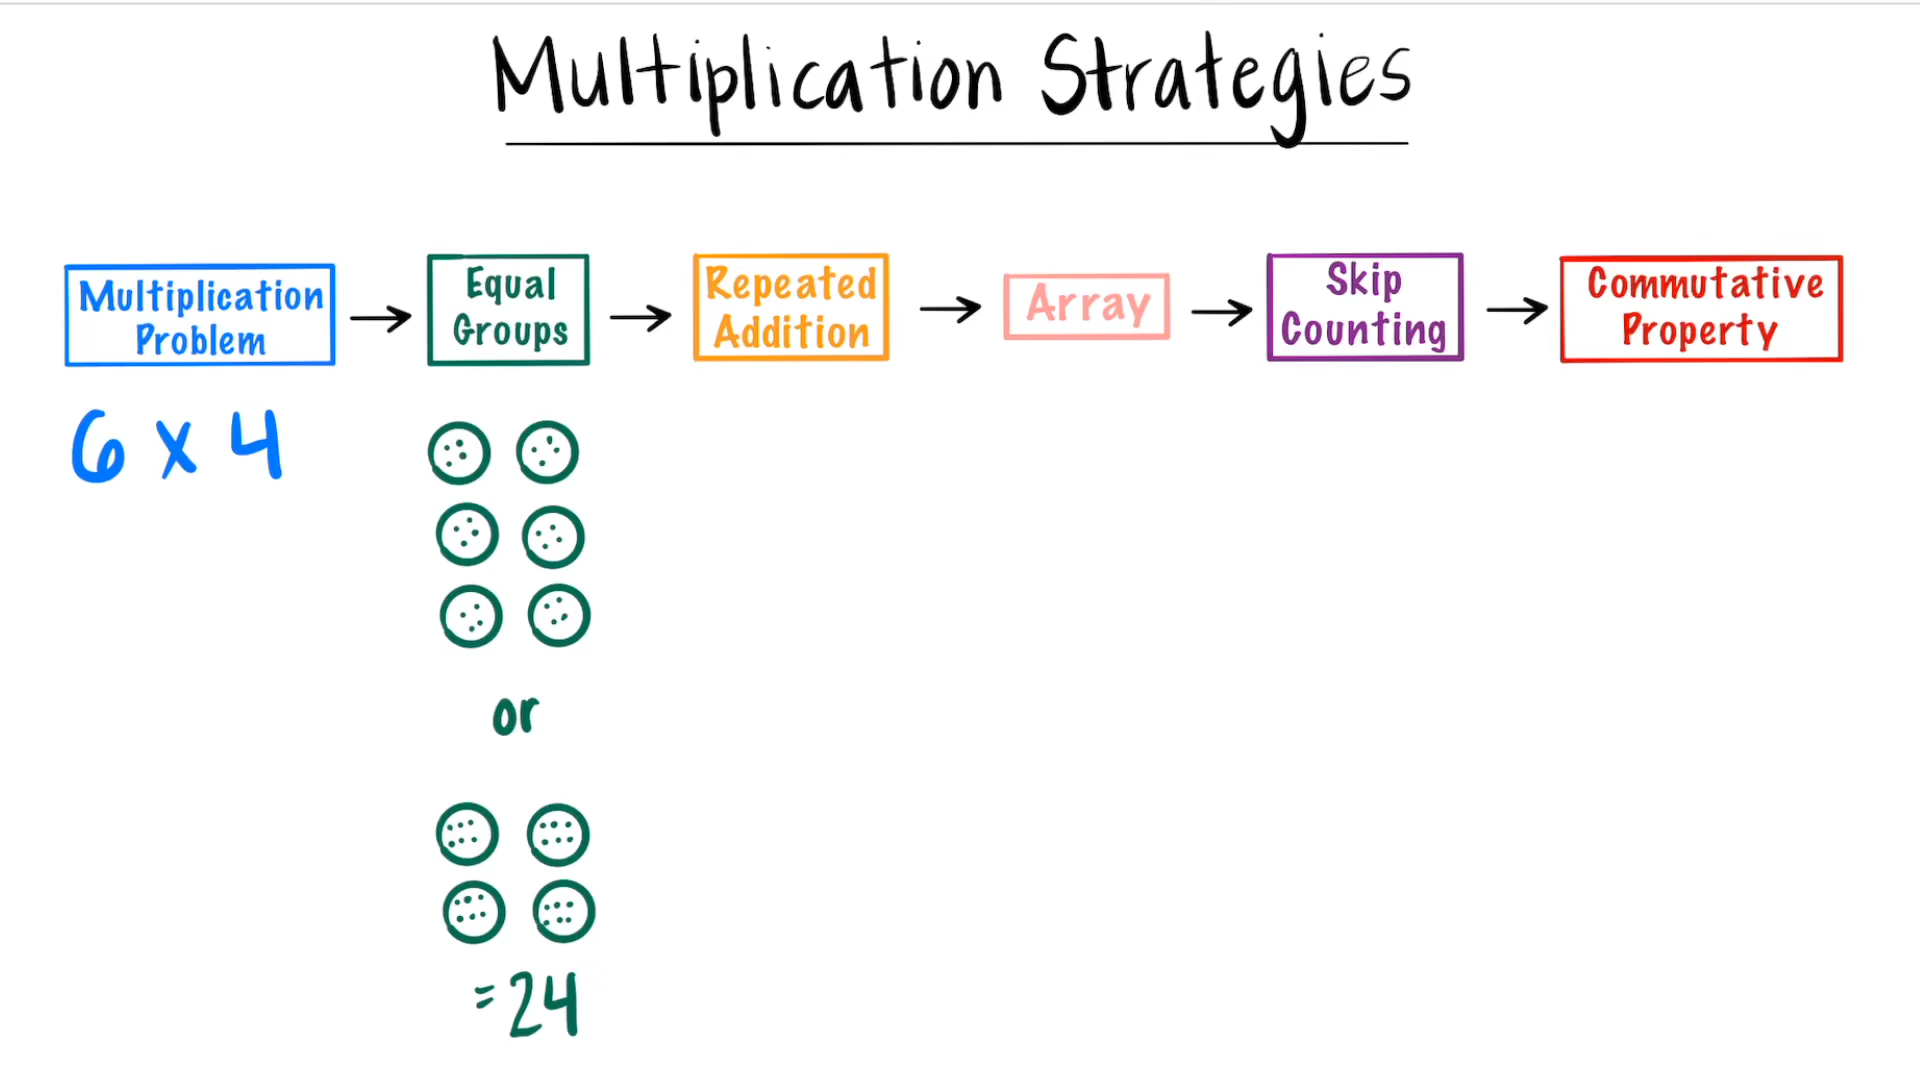 Multiplication Strategies
Multiplication
Problem
Equal
Groups
Repeated
Addition
Array
Skip
Counting
Commutative
Property
6 x 4
or
=24